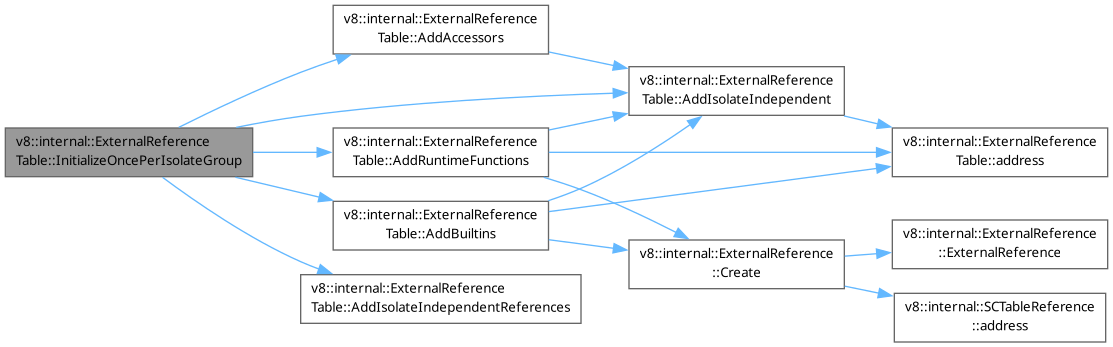 v8::internal::ExternalReference
Table::InitializeOncePerIsolateGroup
v8::internal::ExternalReference
Table::AddAccessors
v8::internal::ExternalReference
Table::AddIsolateIndependent
v8::internal::ExternalReference
Table::AddRuntimeFunctions
v8::internal::ExternalReference
Table::address
v8::internal::ExternalReference
Table::AddBuiltins
v8::internal::ExternalReference
::Create
v8::internal::ExternalReference
::ExternalReference
v8::internal::SCTableReference
::address
v8::internal::ExternalReference
Table::AddIsolateIndependentReferences